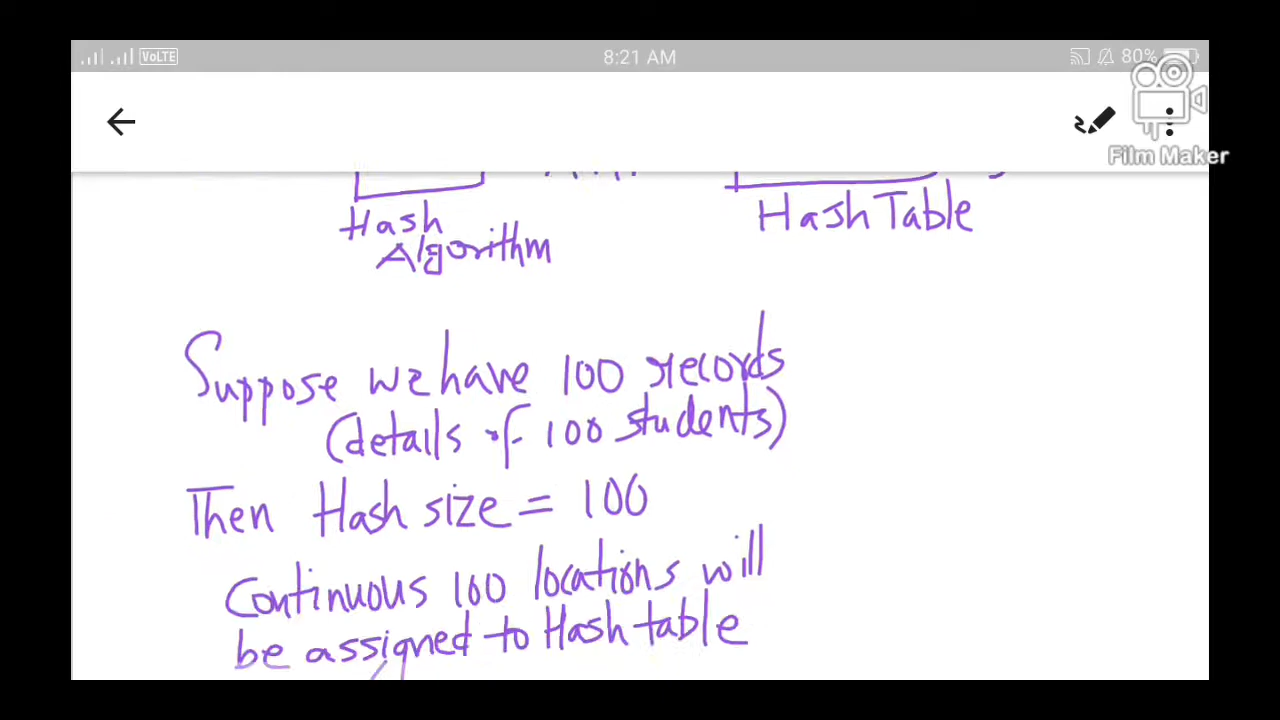 VoLTE 8:21 AM 80%
Film Maker
Hash Hash Table
Algorithm
Suppose we have 100 records
(details of 100 students)
Then Hash size = 100
Continuous 100 locations will
be assigned to Hash table